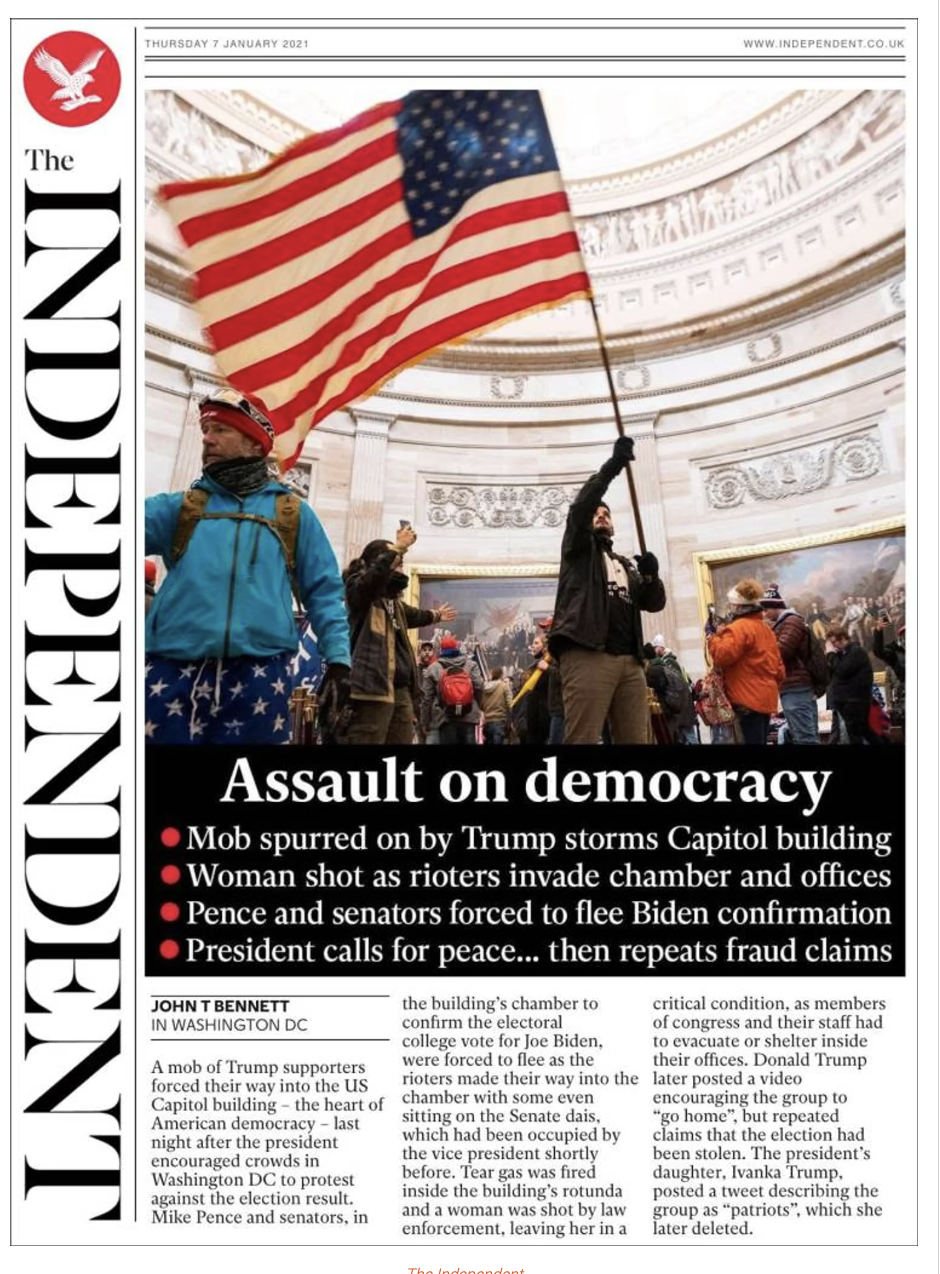 THURSDAY 7 JANUARY 2021
WWW.INDEPENDENT.CO.UK
The
INDEPENDENT
Assault on democracy
● Mob spurred on by Trump storms Capitol building
● Woman shot as rioters invade chamber and offices
● Pence and senators forced to flee Biden confirmation
● President calls for peace... then repeats fraud claims
JOHN T BENNETT
IN WASHINGTON DC
A mob of Trump supporters
forced their way into the US
Capitol building – the heart of
American democracy – last
night after the president
encouraged crowds in
Washington DC to protest
against the election result.
Mike Pence and senators, in
the building’s chamber to
confirm the electoral
college vote for Joe Biden,
were forced to flee as the
rioters made their way into the
chamber with some even
sitting on the Senate dais,
which had been occupied by
the vice president shortly
before. Tear gas was fired
inside the building’s rotunda
and a woman was shot by law
enforcement, leaving her in a
critical condition, as members
of congress and their staff had
to evacuate or shelter inside
their offices. Donald Trump
later posted a video
encouraging the group to
“go home”, but repeated
claims that the election had
been stolen. The president’s
daughter, Ivanka Trump,
posted a tweet describing the
group as “patriots”, which she
later deleted.
The Independent